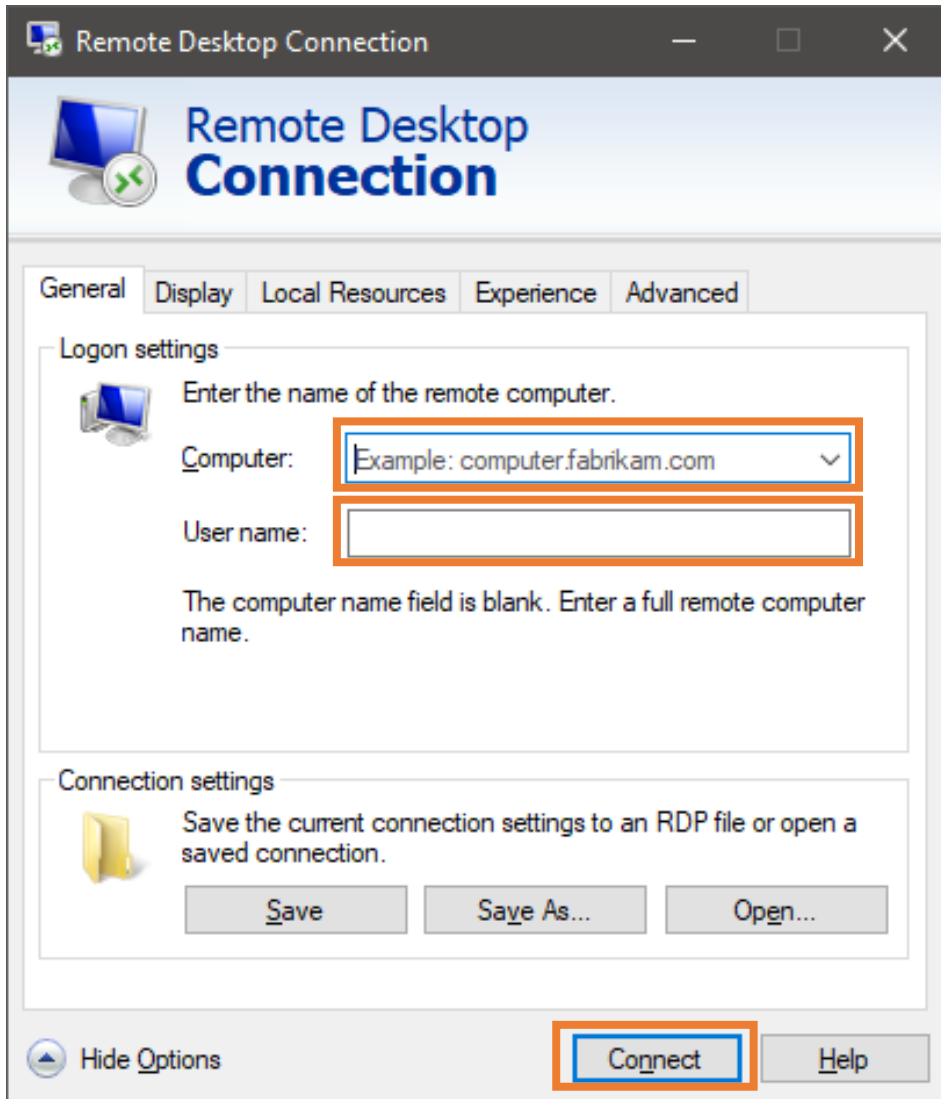 Remote Desktop Connection
Remote Desktop
Connection
General Display Local Resources Experience Advanced
Logon settings
Enter the name of the remote computer.
Computer: Example: computer.fabrikam.com
User name:
The computer name field is blank. Enter a full remote computer
name.
Connection settings
Save the current connection settings to an RDP file or open a
saved connection.
Save Save As... Open...
Hide Options Connect Help